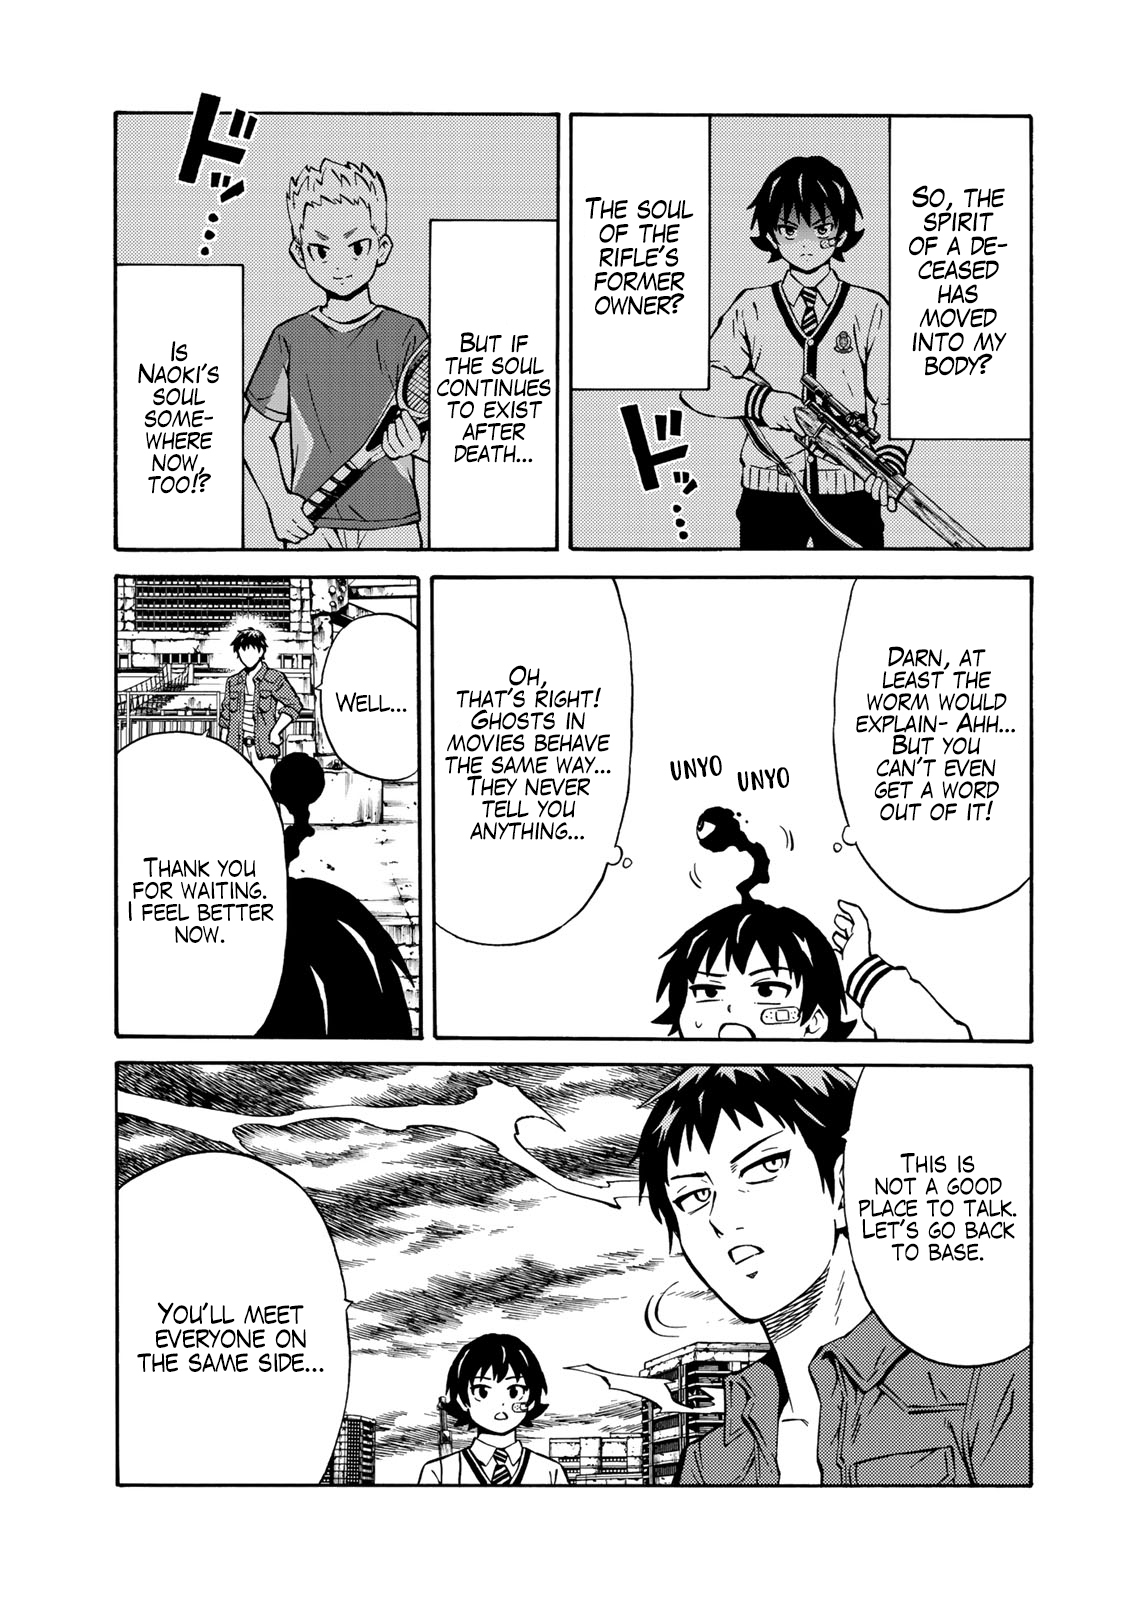 SO, THE
SPIRIT
OF A DE-
CEASED
HAS
MOVED
INTO MY
BODY?
THE SOUL
OF THE
RIFLE'S
FORMER
OWNER?
ドッ…
BUT IF
THE SOUL
CONTINUES
TO EXIST
AFTER
DEATH...
IS
NAOKI'S
SOUL
SOME-
WHERE
NOW,
TOO!?
ドッ…
DARN, AT
LEAST THE
WORM WOULD
EXPLAIN- AHH...
BUT YOU
CAN'T EVEN
GET A WORD
OUT OF IT!
UNYO
UNYO
OH,
THAT'S RIGHT!
GHOSTS IN
MOVIES BEHAVE
THE SAME WAY...
THEY NEVER
TELL YOU
ANYTHING...
WELL...
THANK YOU
FOR WAITING.
I FEEL BETTER
NOW.
THIS IS
NOT A GOOD
PLACE TO TALK.
LET'S GO BACK
TO BASE.
YOU'LL MEET
EVERYONE ON
THE SAME SIDE...